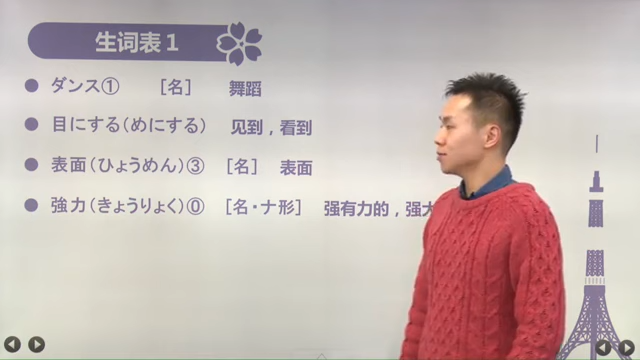 生词表1
ダンス① [名] 舞蹈
目にする（めにする） 见到，看到
表面（ひょうめん）③ [名] 表面
強力（きょうりょく）⓪ [名・ナ形] 强有力的，强大